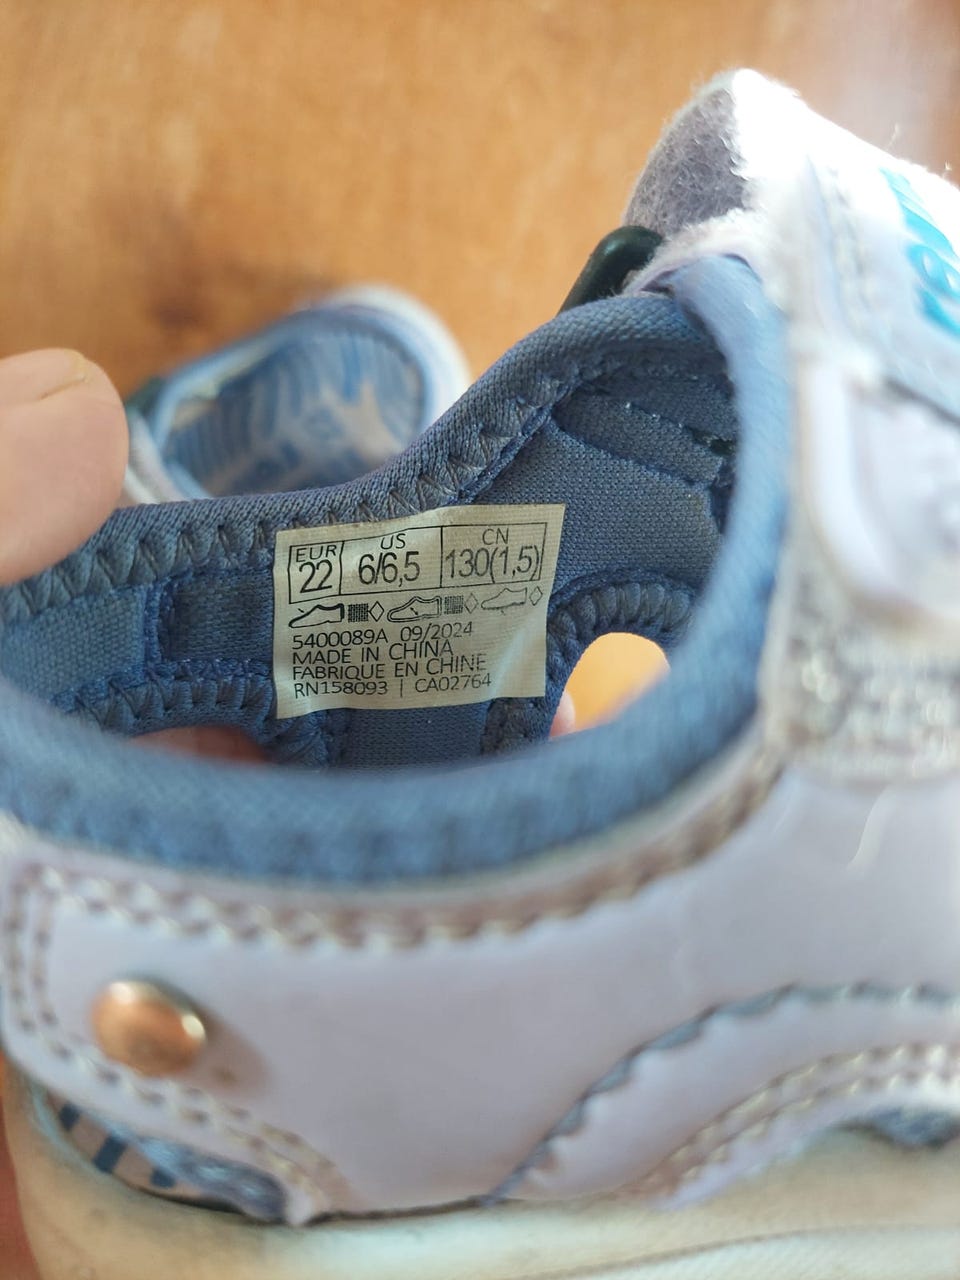 EUR US CN
22 6/6,5 130(1,5)
5400089A 09/2024
MADE IN CHINA
FABRIQUE EN CHINE
RN158093 | CA02764